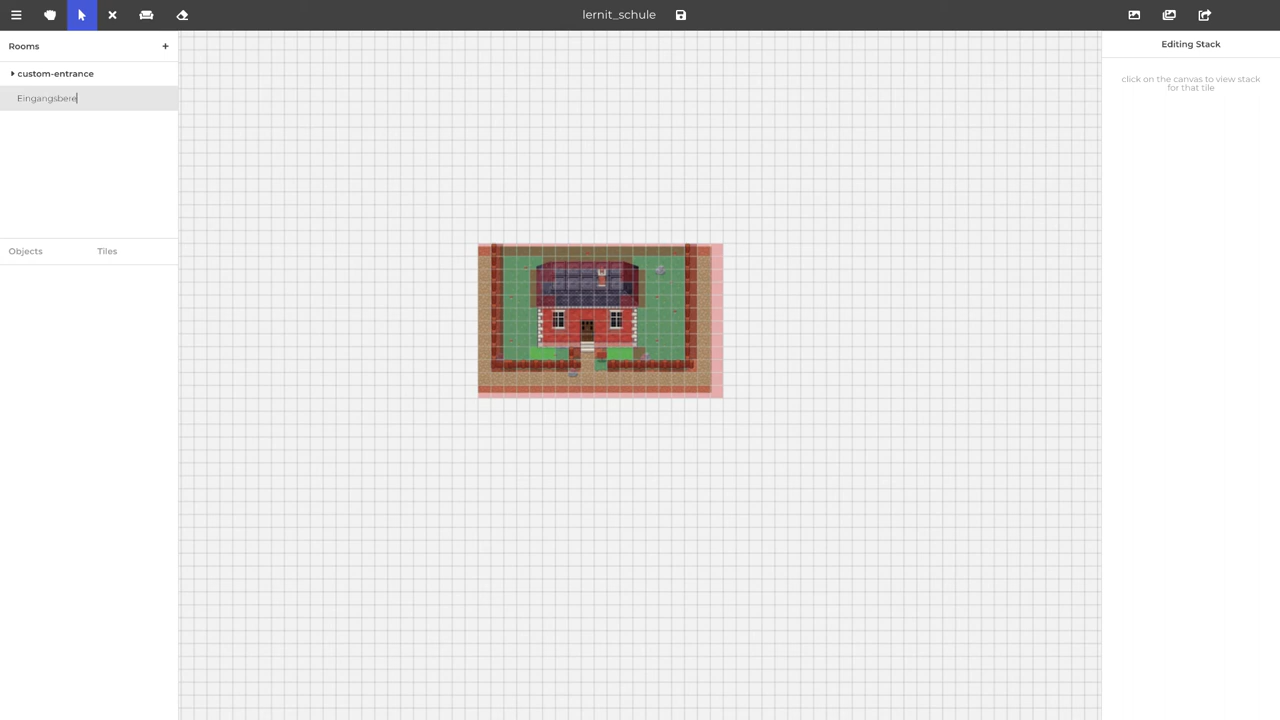 lernit_schule
Rooms
+
custom-entrance
Eingangsbere
Objects
Tiles
Editing Stack
click on the canvas to view stack
for that tile